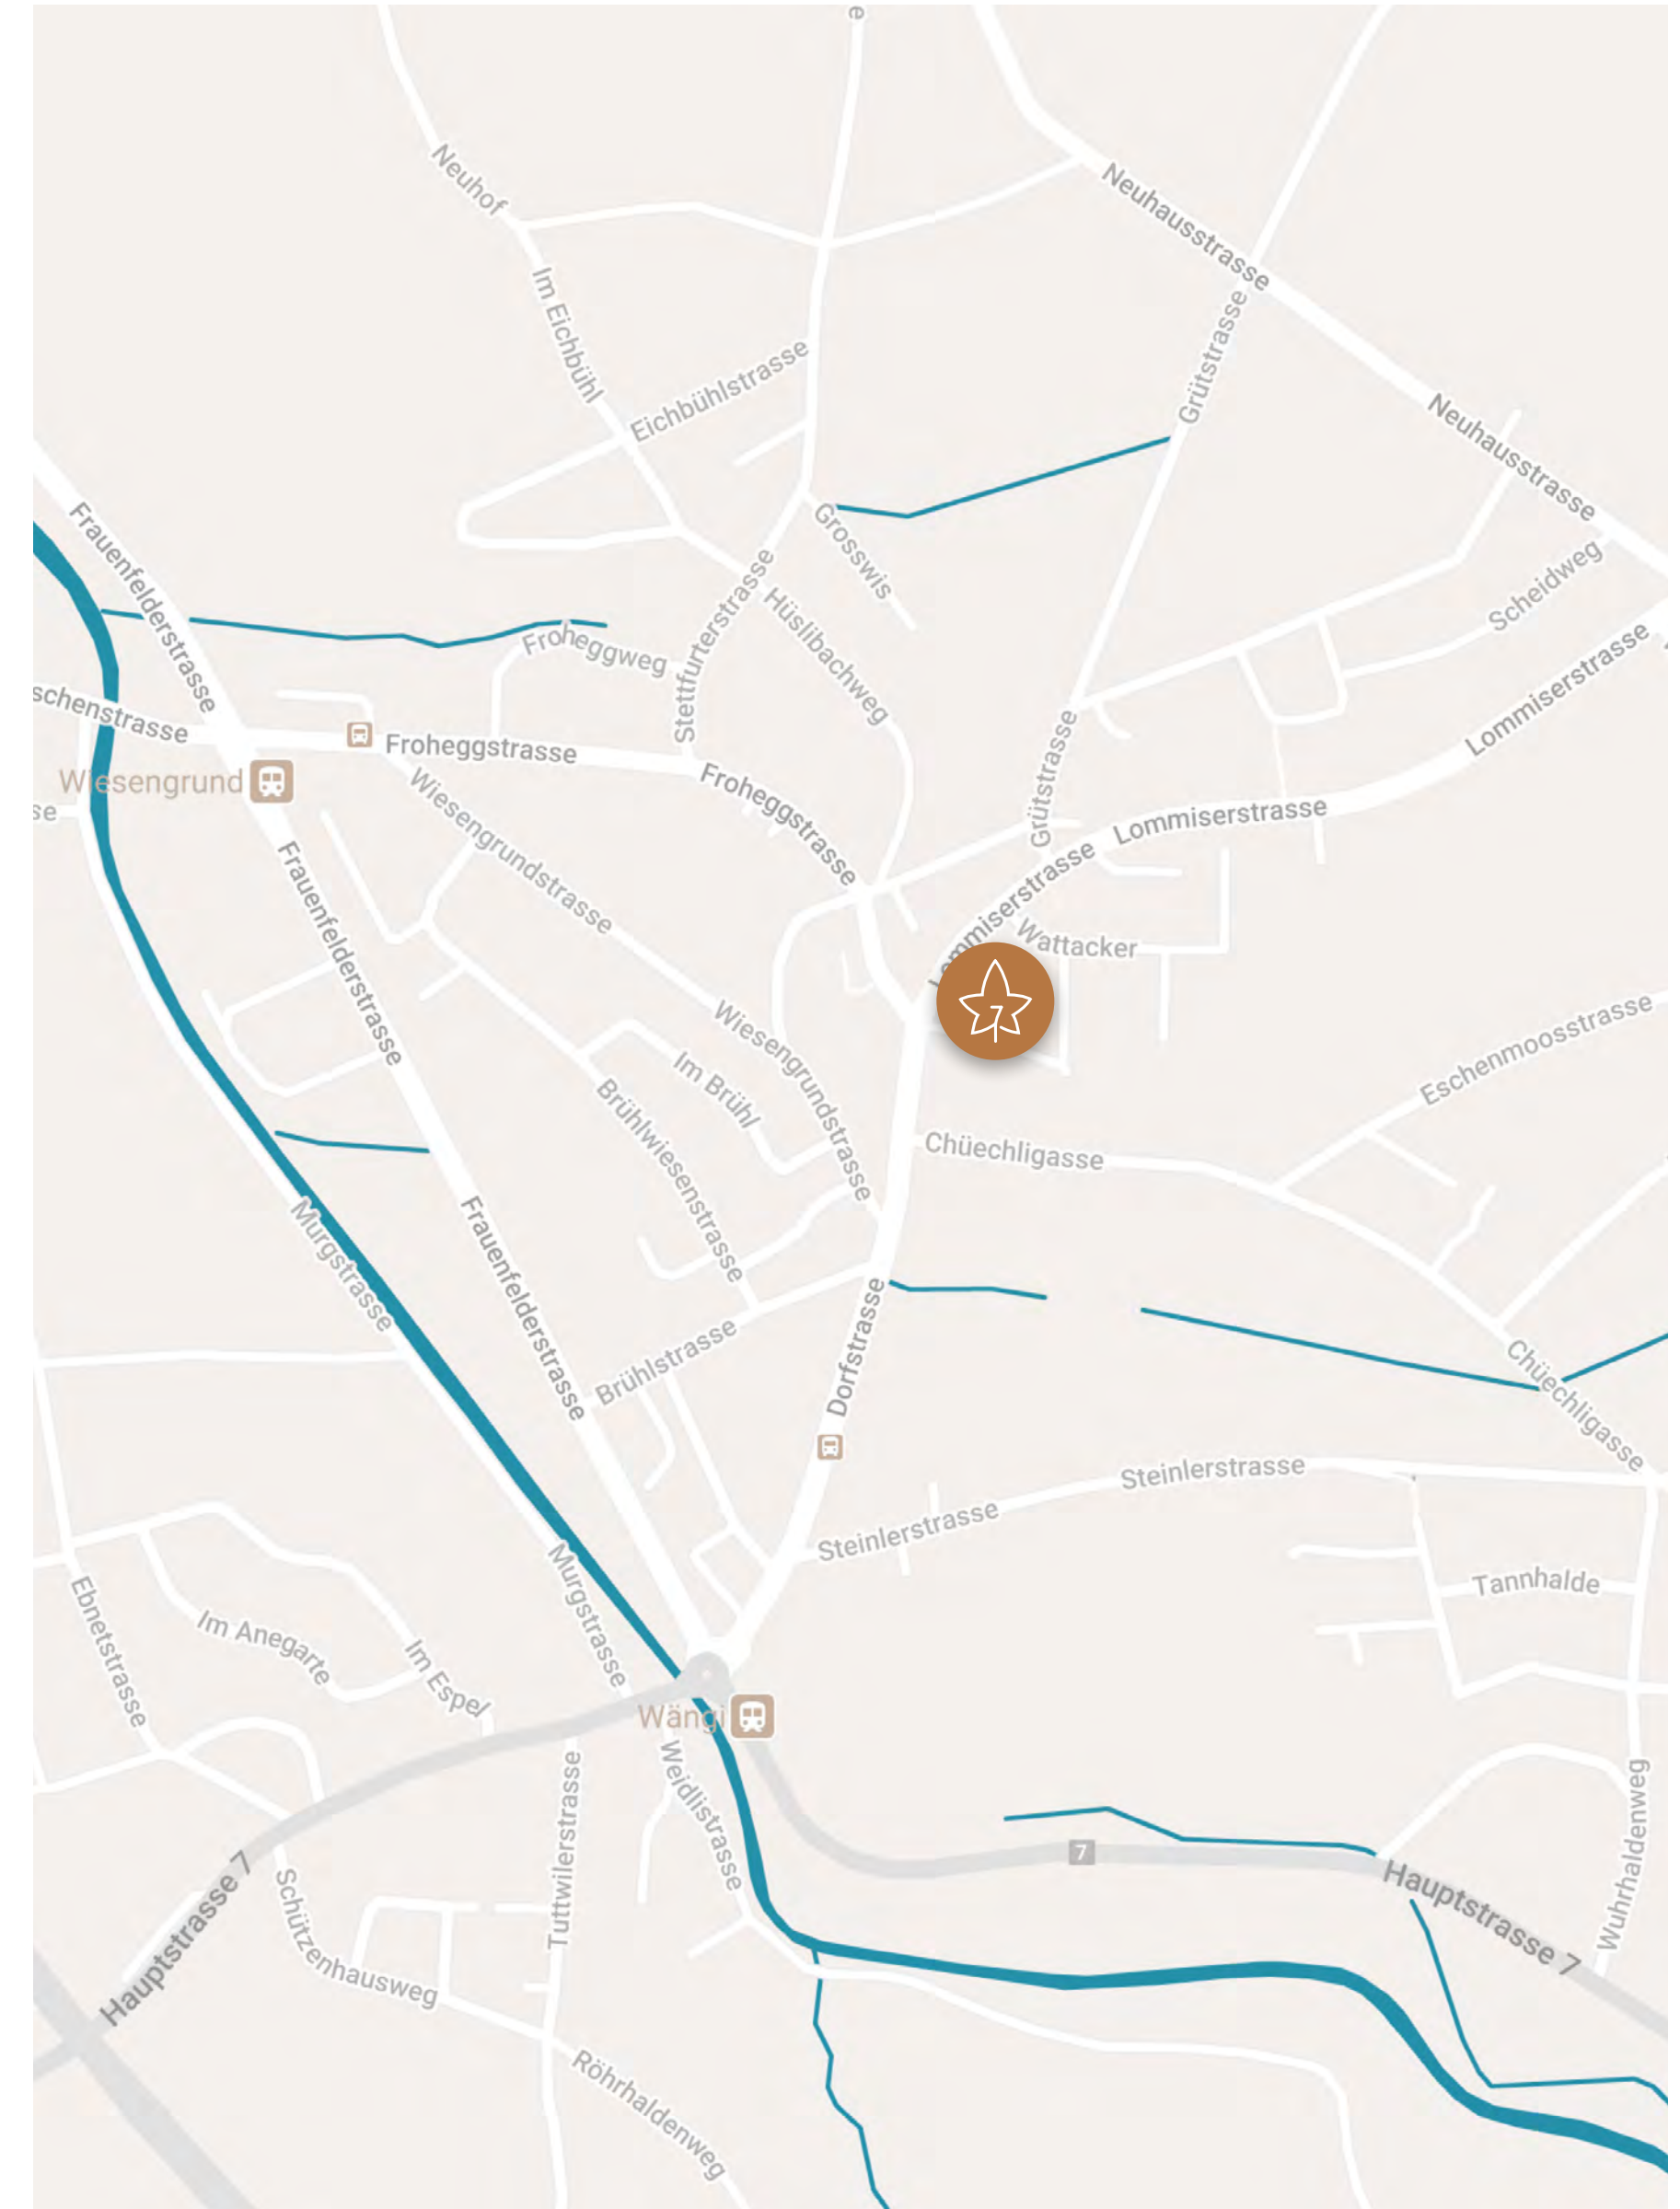 e
Neuhof
Neuhausstrasse
Im Eichbühl
Grütstrasse
Eichbühlstrasse
Neuhausstrasse
Frauenfelderstrasse
Grosswis
Scheidweg
Stettfurterstrasse
Hüslibachweg
Froheggweg
Lommiserstrasse
schenstrasse
Froheggstrasse
Wiesengrund
se
Froheggstrasse
Grütstrasse
Lommiserstrasse
Wiesengrundstrasse
Frauenfelderstrasse
Lommiserstrasse
Wattacker
7
Wiesengrundstrasse
Eschenmoosstrasse
Im Brühl
Brühlwiesenstrasse
Chüechligasse
Murgstrasse
Frauenfelderstrasse
Brühlstrasse
Dorfstrasse
Chüechligasse
Steinlerstrasse
Steinlerstrasse
Murgstrasse
Tannhalde
Ebnetstrasse
Im Anegarte
Im Espel
Wängi
Weidlistrasse
Tuttwilerstrasse
Wuhrhaldenweg
7
Hauptstrasse 7
Hauptstrasse 7
Schützenhausweg
Röhrhaldenweg